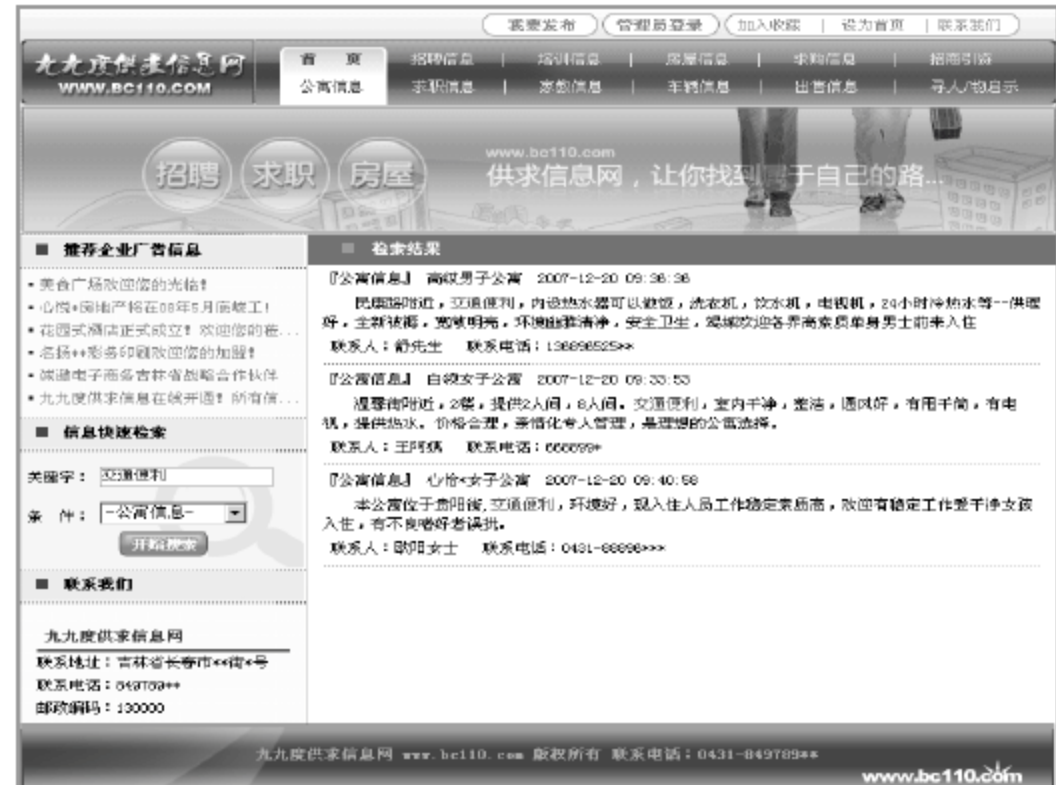 我要发布 管理员登录 加入收藏 | 设为首页 | 联系我们
九九度供求信息网
WWW.BC110.COM
首 页 招聘信息 | 培训信息 | 房屋信息 | 求购信息 | 招商引资
公寓信息 求职信息 | 家教信息 | 车辆信息 | 出售信息 | 寻人/物启示
招聘 求职 房屋
www.bc110.com
供求信息网，让你找到属于自己的路...
■ 推荐企业广告信息
• 美食广场欢迎您的光临！
• 心悦*房地产将在08年5月底竣工！
• 花园式酒店正式成立！欢迎您的莅...
• 名扬**彩务印刷欢迎您的加盟！
电子商务吉林省战略合作伙伴
• 九九度供求信息在线开通！所有信...
■ 信息快速检索
关键字： 交通便利
条 件： -公寓信息-
开始搜索
■ 联系我们
九九度供求信息网
联系地址：吉林省长春市**街*号
联系电话：849789**
邮政编码：130000
■ 检索结果
『公寓信息』 高级男子公寓 2007-12-20 09:36:36
民康路附近，交通便利，内设热水器可以做饭，洗衣机，饮水机，电视机，24小时冷热水等--供暖
好，全新被褥，宽敞明亮，环境幽雅清净，安全卫生，竭诚欢迎各界高素质单身男士前来入住
联系人：舒先生 联系电话：136896525**
『公寓信息』 白领女子公寓 2007-12-20 09:33:53
温馨街附近，2楼，提供2人间，8人间。交通便利，室内干净，整洁，通风好，有甩干筒，有电
视，提供热水。价格合理，亲情化专人管理，是理想的公寓选择。
联系人：王阿姨 联系电话：666699*
『公寓信息』 心怡*女子公寓 2007-12-20 09:40:58
本公寓位于贵阳街,交通便利，环境好，现入住人员工作稳定素质高，欢迎有稳定工作整干净女孩
入住，有不良嗜好者误扰。
联系人：欧阳女士 联系电话：0431-88896***
九九度供求信息网 www.bc110.com 版权所有 联系电话：0431-849789**
www.bc110.com